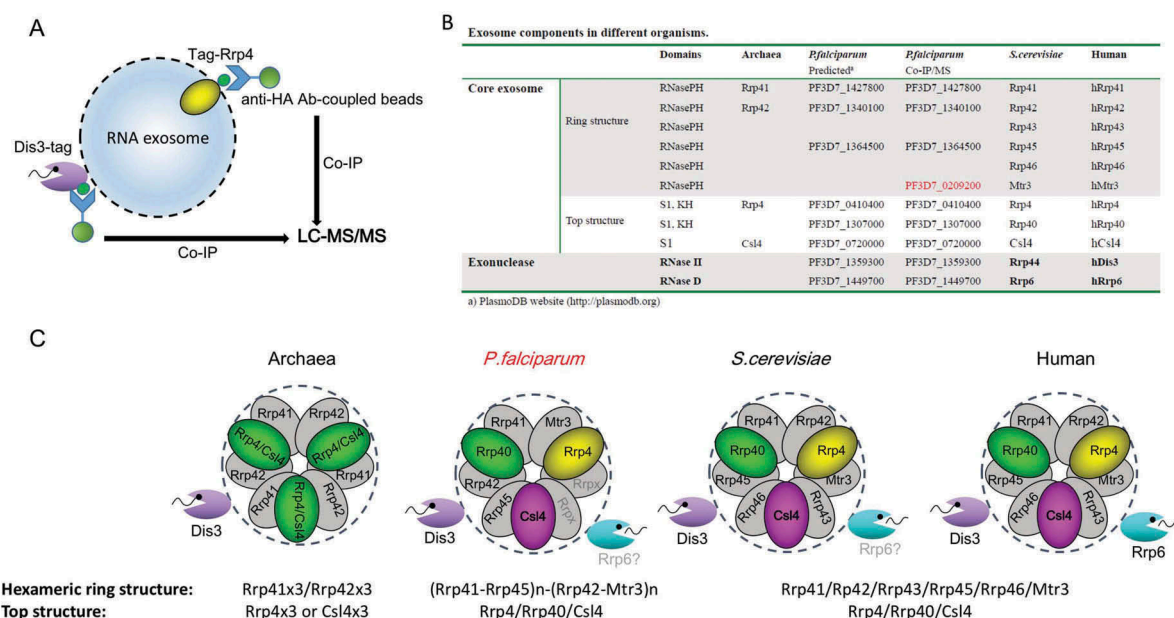 A
Tag-Rrp4
anti-HA Ab-coupled beads
RNA exosome
Dis3-tag
Co-IP
Co-IP
LC-MS/MS
B
Exosome components in different organisms.
Domains Archaea P.falciparum P.falciparum S.cerevisiae Human
Predictedᵃ Co-IP/MS
Core exosome RNasePH Rrp41 PF3D7_1427800 PF3D7_1427800 Rrp41 hRrp41
Ring structure RNasePH Rrp42 PF3D7_1340100 PF3D7_1340100 Rrp42 hRrp42
RNasePH Rrp43 hRrp43
RNasePH PF3D7_1364500 PF3D7_1364500 Rrp45 hRrp45
RNasePH Rrp46 hRrp46
RNasePH PF3D7_0209200 Mtr3 hMtr3
Top structure S1, KH Rrp4 PF3D7_0410400 PF3D7_0410400 Rrp4 hRrp4
S1, KH PF3D7_1307000 PF3D7_1307000 Rrp40 hRrp40
S1 Csl4 PF3D7_0720000 PF3D7_0720000 Csl4 hCsl4
Exonuclease RNase II PF3D7_1359300 PF3D7_1359300 Rrp44 hDis3
RNase D PF3D7_1449700 PF3D7_1449700 Rrp6 hRrp6
a) PlasmoDB website (http://plasmodb.org)
C
Archaea
Rrp41 Rrp42
Rrp4/Csl4 Rrp4/Csl4
Rrp42 Rrp41
Rrp41 Rrp4/Csl4 Rrp42
Dis3
P.falciparum
Rrp41 Mtr3
Rrp40 Rrp4
Rrp42 Rrpx
Rrp45 Csl4 Rrpx
Dis3
Rrp6?
S.cerevisiae
Rrp41 Rrp42
Rrp40 Rrp4
Rrp45 Mtr3
Rrp46 Csl4 Rrp43
Dis3
Rrp6?
Human
Rrp41 Rrp42
Rrp40 Rrp4
Rrp45 Mtr3
Rrp46 Csl4 Rrp43
Dis3
Rrp6
Hexameric ring structure: Rrp41x3/Rrp42x3 (Rrp41-Rrp45)n-(Rrp42-Mtr3)n Rrp41/Rp42/Rrp43/Rrp45/Rrp46/Mtr3
Top structure: Rrp4x3 or Csl4x3 Rrp4/Rrp40/Csl4 Rrp4/Rrp40/Csl4